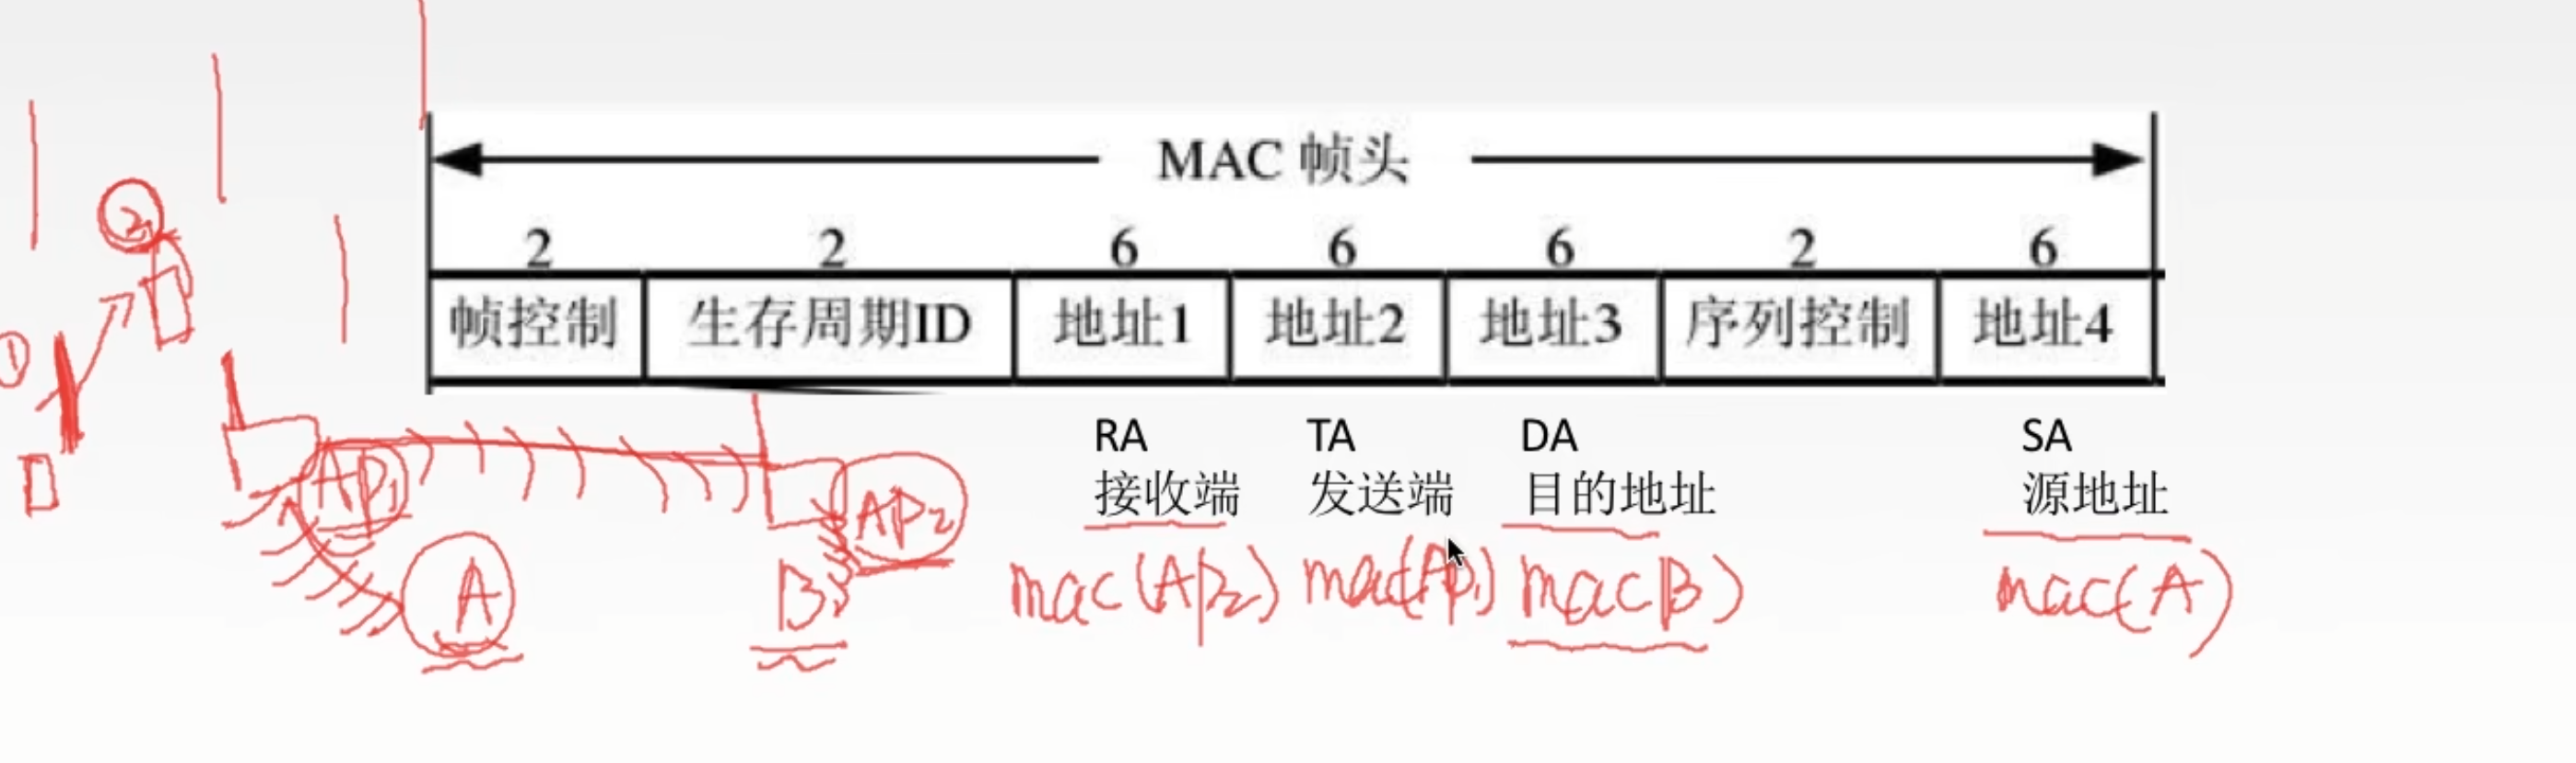 MAC 帧头
2 2 6 6 6 2 6
帧控制 生存周期ID 地址1 地址2 地址3 序列控制 地址4
RA TA DA SA
接收端 发送端 目的地址 源地址
mac(AP2) mac(AP1) mac(B) mac(A)
②
①
AP1
AP2
A
B